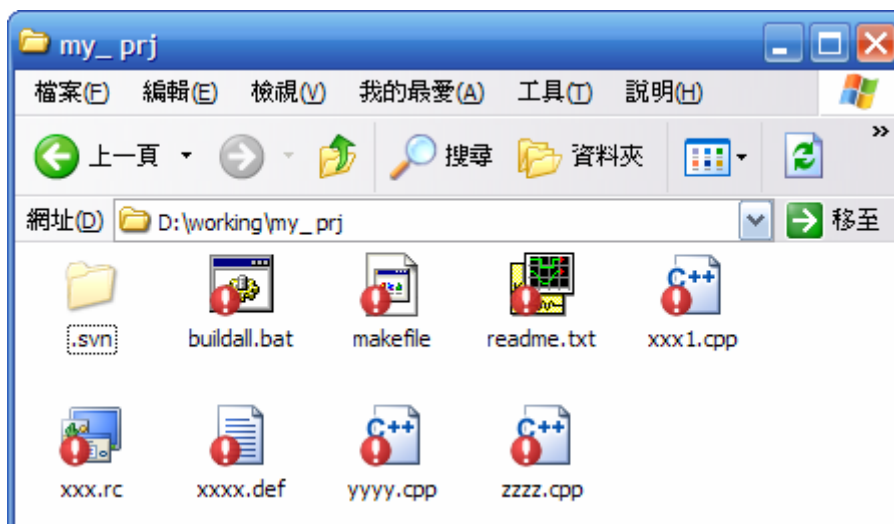 my_ prj
檔案(F) 編輯(E) 檢視(V) 我的最愛(A) 工具(T) 說明(H)
上一頁 搜尋 資料夾 »
網址(D) D:\working\my_ prj 移至
.svn buildall.bat makefile readme.txt xxx1.cpp
xxx.rc xxxx.def yyyy.cpp zzzz.cpp